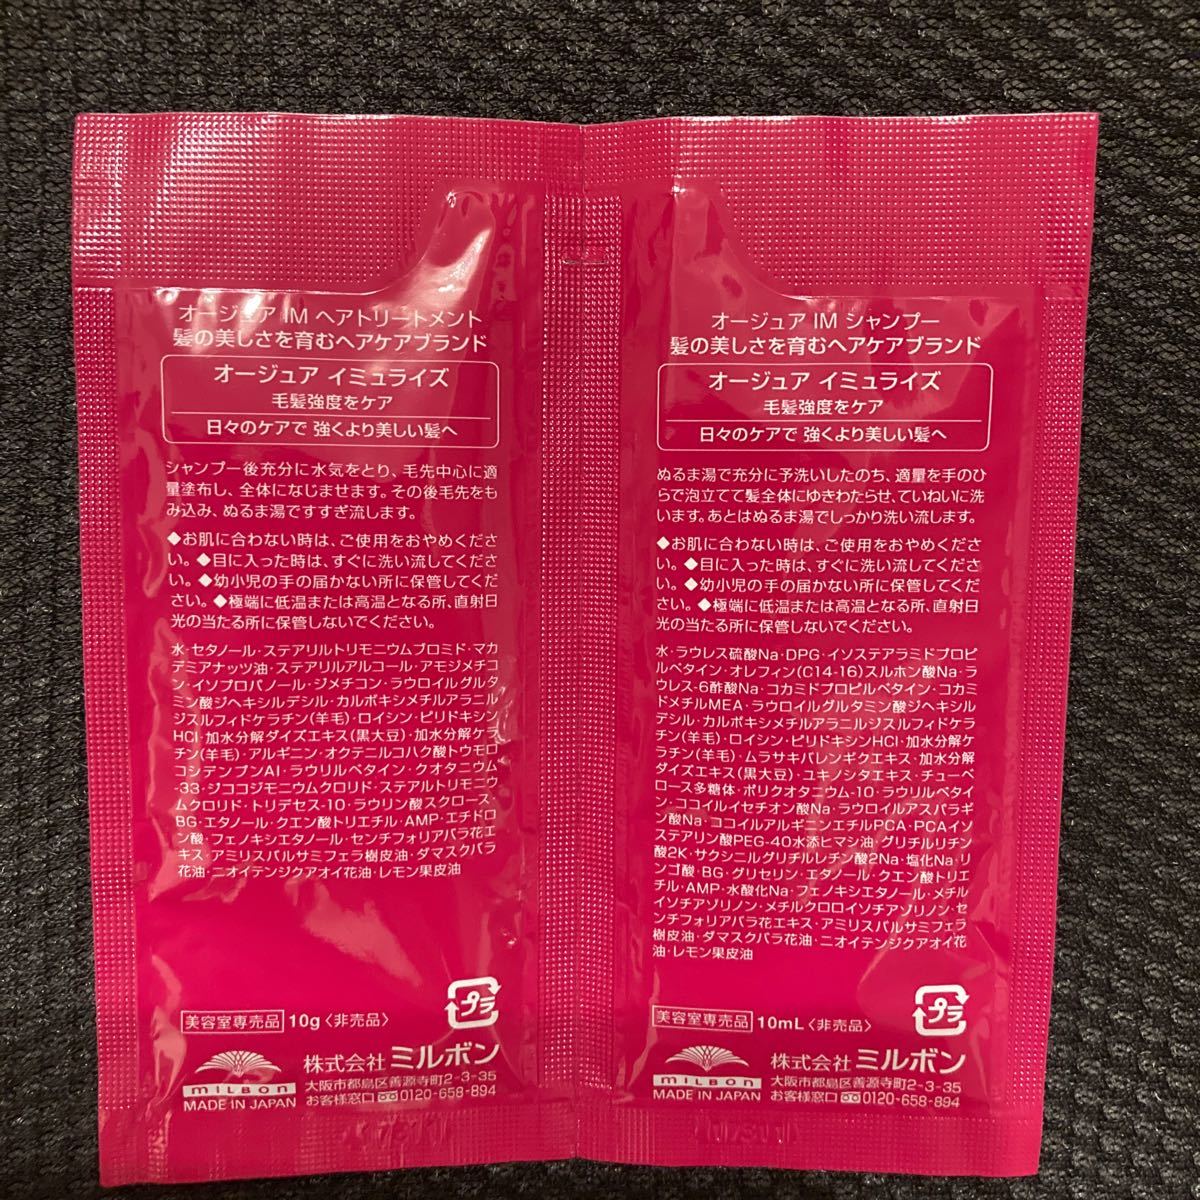 オージュア IM ヘアトリートメント
髪の美しさを育むヘアケアブランド
オージュア イミュライズ
毛髪強度をケア
日々のケアで 強くより美しい髪へ
シャンプー後充分に水気をとり、毛先中心に適
量塗布し、全体になじませます。その後毛先をも
み込み、ぬるま湯ですすぎ流します。
◆お肌に合わない時は、ご使用をおやめくださ
い。◆目に入った時は、すぐに洗い流してくださ
い。◆幼小児の手の届かない所に保管してくだ
さい。◆極端に低温または高温となる所、直射日
光の当たる所に保管しないでください。
水・セタノール・ステアリルトリモニウムブロミド・マカ
デミアナッツ油・ステアリルアルコール・アモジメチコ
ン・イソプロパノール・ジメチコン・ラウロイルグルタ
ミン酸ジヘキシルデシル・カルボキシメチルアラニル
ジスルフィドケラチン(羊毛)・ロイシン・ピリドキシン
HCl・加水分解ダイズエキス(黒大豆)・加水分解ケラ
チン(羊毛)・アルギニン・オクテニルコハク酸トウモロ
コシデンプンAl・ラウリルベタイン・クオタニウム
-33・ジココジモニウムクロリド・ステアルトリモニウ
ムクロリド・トリデセス-10・ラウリン酸スクロース・
BG・エタノール・クエン酸トリエチル・AMP・エチドロ
ン酸・フェノキシエタノール・センチフォリアバラ花エ
キス・アミリスバルサミフェラ樹皮油・ダマスクバラ
花油・ニオイテンジクアオイ花油・レモン果皮油
プラ
美容室専売品 10g〈非売品〉
milbon
MADE IN JAPAN
株式会社 ミルボン
大阪市都島区善源寺町2-3-35
お客様窓口 0120-658-894
オージュア IM シャンプー
髪の美しさを育むヘアケアブランド
オージュア イミュライズ
毛髪強度をケア
日々のケアで 強くより美しい髪へ
ぬるま湯で充分に予洗いしたのち、適量を手のひ
らで泡立てて髪全体にゆきわたらせ、ていねいに洗
います。あとはぬるま湯でしっかり洗い流します。
◆お肌に合わない時は、ご使用をおやめくださ
い。◆目に入った時は、すぐに洗い流してくださ
い。◆幼小児の手の届かない所に保管してくだ
さい。◆極端に低温または高温となる所、直射日
光の当たる所に保管しないでください。
水・ラウレス硫酸Na・DPG・イソステアラミドプロピ
ルベタイン・オレフィン(C14-16)スルホン酸Na・ラ
ウレス-6酢酸Na・コカミドプロピルベタイン・コカミ
ドメチルMEA・ラウロイルグルタミン酸ジヘキシル
デシル・カルボキシメチルアラニルジスルフィドケラ
チン(羊毛)・ロイシン・ピリドキシンHCl・加水分解ケ
ラチン(羊毛)・ムラサキバレンギクエキス・加水分解
ダイズエキス(黒大豆)・ユキノシタエキス・チューベ
ロース多糖体・ポリクオタニウム-10・ラウリルベタイ
ン・ココイルイセチオン酸Na・ラウロイルアスパラギ
ン酸Na・ココイルアルギニンエチルPCA・PCAイソ
ステアリン酸PEG-40水添ヒマシ油・グリチルリチン
酸2K・サクシニルグリチルレチン酸2Na・塩化Na・リ
ンゴ酸・BG・グリセリン・エタノール・クエン酸トリエ
チル・AMP・水酸化Na・フェノキシエタノール・メチル
イソチアゾリノン・メチルクロロイソチアゾリノン・セ
ンチフォリアバラ花エキス・アミリスバルサミフェラ
樹皮油・ダマスクバラ花油・ニオイテンジクアオイ花
油・レモン果皮油
プラ
美容室専売品 10mL〈非売品〉
milbon
MADE IN JAPAN
株式会社 ミルボン
大阪市都島区善源寺町2-3-35
お客様窓口 0120-658-894